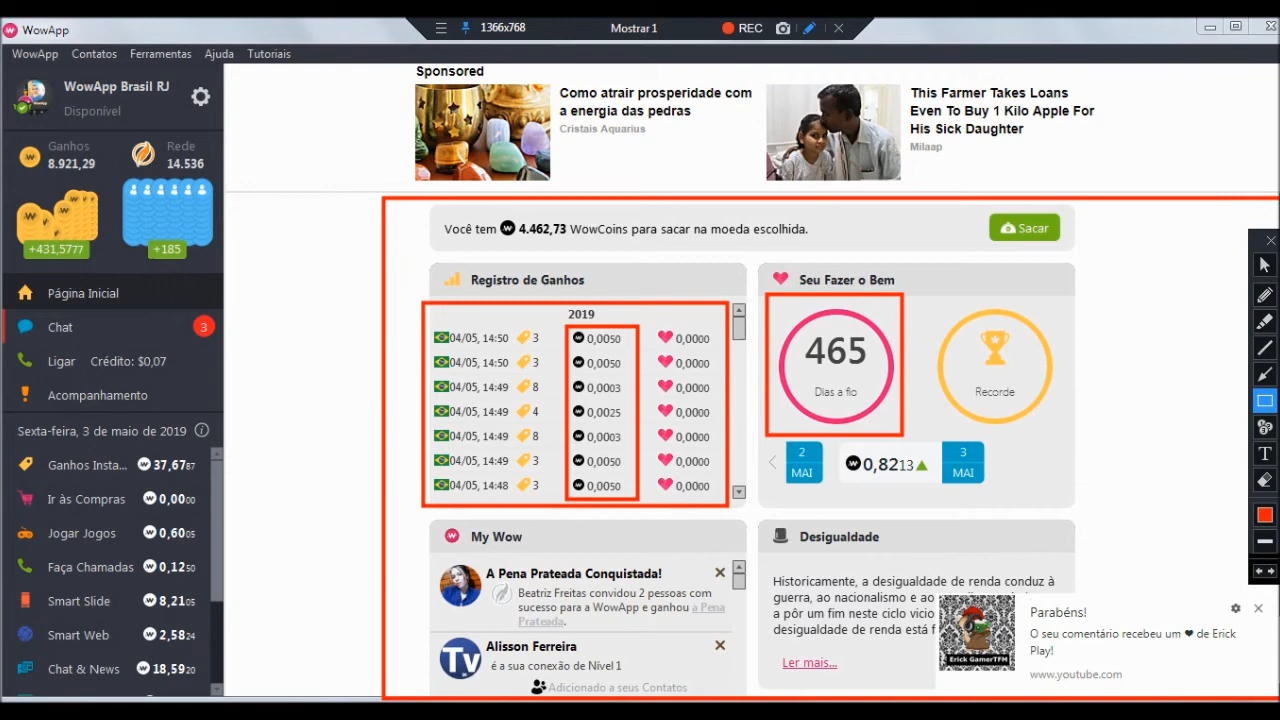 WowApp
1366x768
Mostrar 1
REC
WowApp Contatos Ferramentas Ajuda Tutoriais
WowApp Brasil RJ
Disponível
Ganhos
8.921,29
Rede
14.536
+431,5777
+185
Página Inicial
Chat
3
Ligar Crédito: $0,07
Acompanhamento
Sexta-feira, 3 de maio de 2019
Ganhos Insta... 37,6787
Ir às Compras 0,0000
Jogar Jogos 0,6005
Faça Chamadas 0,1250
Smart Slide 8,2105
Smart Web 2,5824
Chat & News 18,5920
Sponsored
Como atrair prosperidade com
a energia das pedras
Cristais Aquarius
This Farmer Takes Loans
Even To Buy 1 Kilo Apple For
His Sick Daughter
Milaap
Você tem 4.462,73 WowCoins para sacar na moeda escolhida.
Sacar
Registro de Ganhos
2019
04/05, 14:50 3 0,0050 0,0000
04/05, 14:50 3 0,0050 0,0000
04/05, 14:49 8 0,0003 0,0000
04/05, 14:49 4 0,0025 0,0000
04/05, 14:49 8 0,0003 0,0000
04/05, 14:49 3 0,0050 0,0000
04/05, 14:48 3 0,0050 0,0000
Seu Fazer o Bem
465
Dias a fio
Recorde
2
MAI
0,8213
3
MAI
My Wow
A Pena Prateada Conquistada!
Beatriz Freitas convidou 2 pessoas com
sucesso para a WowApp e ganhou a Pena
Prateada.
Tv
Alisson Ferreira
é a sua conexão de Nível 1
Adicionado a seus Contatos
Desigualdade
Historicamente, a desigualdade de renda conduz à
guerra, ao nacionalismo e ao
a pôr um fim neste ciclo vicio
desigualdade de renda está f
Ler mais...
Erick GamerTFM
Parabéns!
O seu comentário recebeu um ❤ de Erick
Play!
www.youtube.com
T